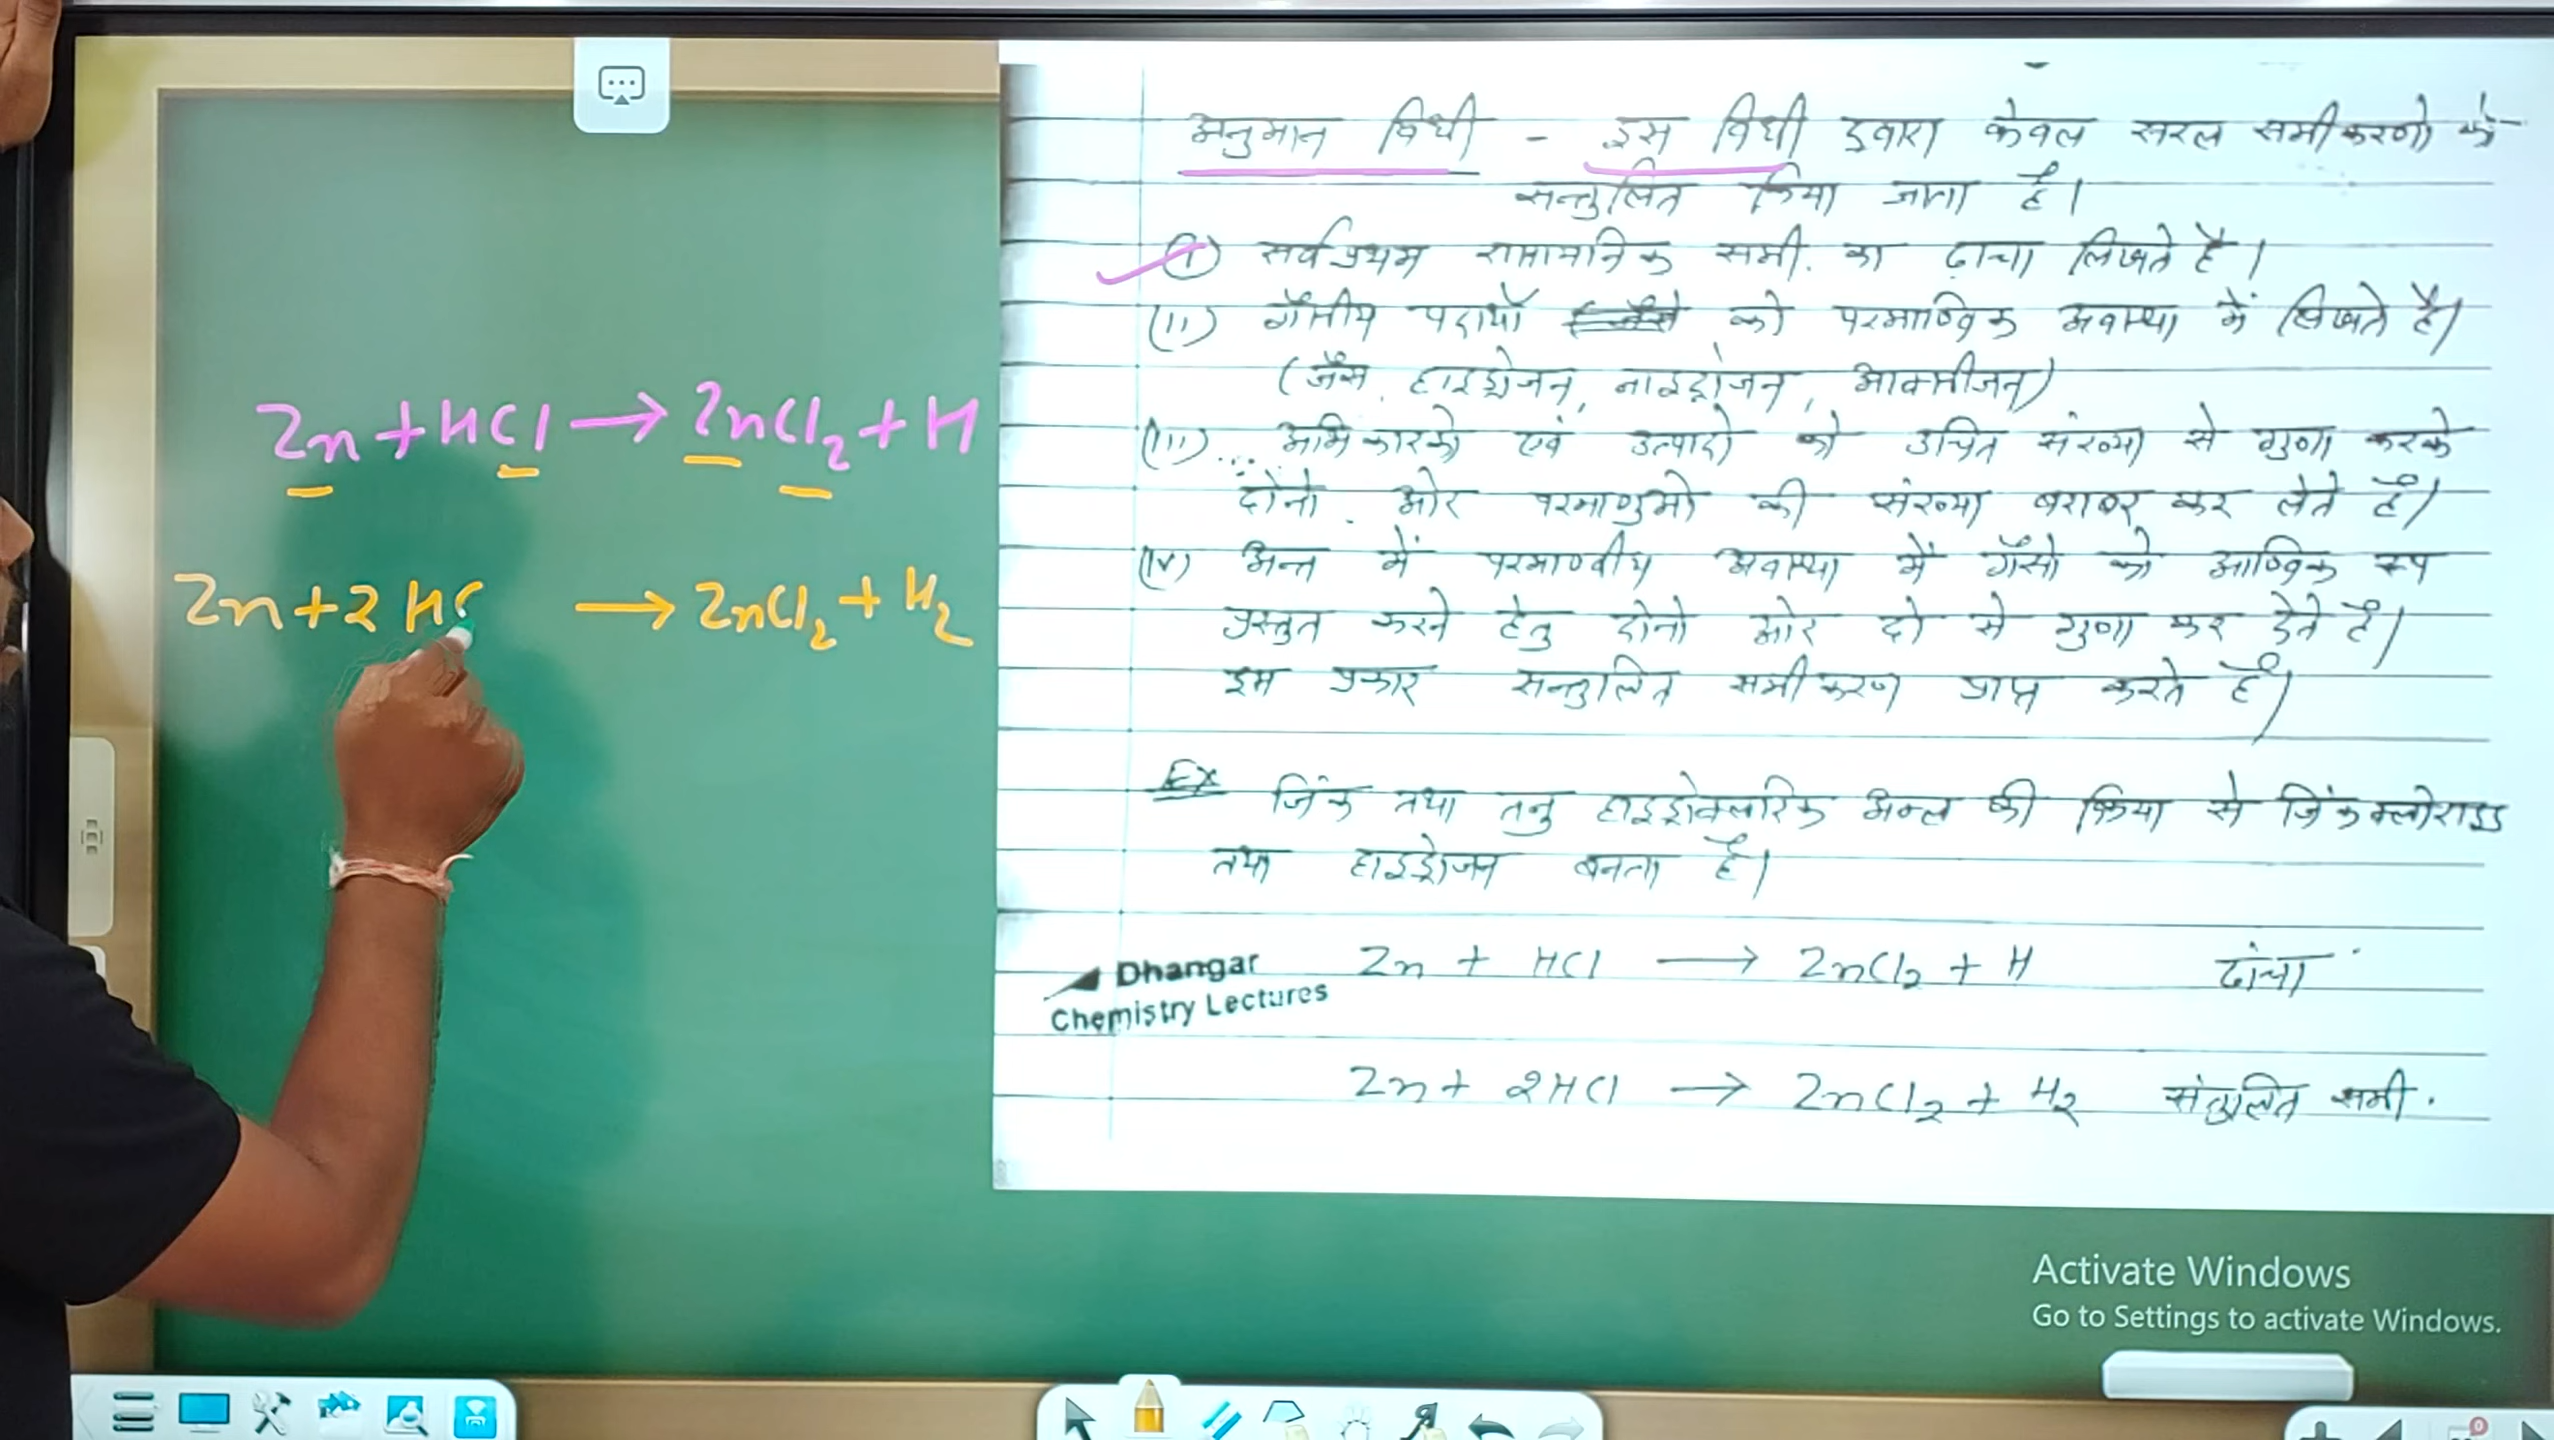 Zn + HCl → ZnCl₂ + H
Zn + 2 HC → ZnCl₂ + H₂
अनुमान विधी - इस विधी द्वारा केवल सरल समीकरणो को
सन्तुलित किया जाता है।
(i) सर्वप्रथम रासायनिक समी. का ढ़ाचा लिखते है।
(ii) गैसीय पदार्थो को परमाण्विक अवस्था में लिखते है।
(जैसे, हाइड्रोजन, नाइट्रोजन, आक्सीजन)
(iii) अभिकारको एवं उत्पादो को उचित संख्या से गुणा करके
दोनो ओर परमाणुओ की संख्या बराबर कर लेते है।
(iv) अन्त में परमाण्वीय अवस्था में गैसो को आण्विक रूप
प्रस्तुत करने हेतु दोनो ओर दो से गुणा कर देते है।
इस प्रकार सन्तुलित समीकरण प्राप्त करते है।
Ex जिंक तथा तनु हाइड्रोक्लोरिक अम्ल की क्रिया से जिंकक्लोराइड
तथा हाइड्रोजन बनता है।
Zn + HCl → ZnCl₂ + H ढांचा
Zn + 2HCl → ZnCl₂ + H₂ संतुलित समी.
Dhangar
Chemistry Lectures
Activate Windows
Go to Settings to activate Windows.